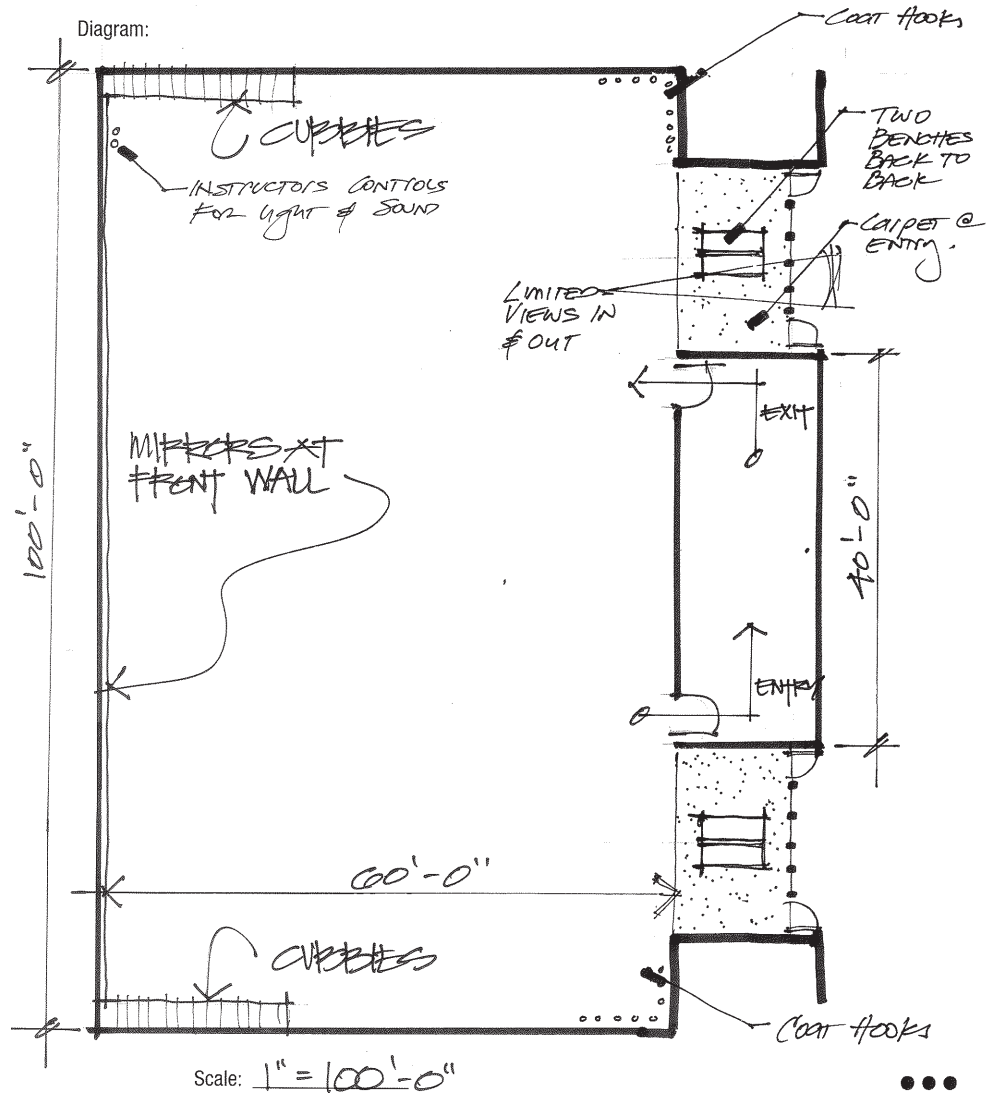 Diagram:
COAT HOOKS
CUBBIES
TWO
BENCHES
BACK TO
BACK
INSTRUCTORS CONTROLS
FOR LIGHT & SOUND
CARPET @
ENTRY.
LIMITED
VIEWS IN
& OUT
EXIT
MIRRORS AT
FRONT WALL
100'-0"
40'-0"
ENTRY
60'-0"
CUBBIES
COAT HOOKS
Scale: 1" = 100'-0"